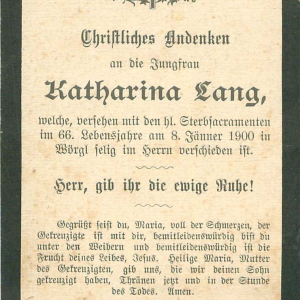 Christliches Andenken
an die Jungfrau
Katharina Lang,
welche, versehen mit den hl. Sterbsacramenten
im 66. Lebensjahre am 8. Jänner 1900 in
Wörgl selig im Herrn verschieden ist.
Herr, gib ihr die ewige Ruhe!
Gegrüßt seist du, Maria, voll der Schmerzen, der
Gekreuzigte ist mit dir, bemitleidenswürdig bist du
unter den Weibern und bemitleidenswürdig ist die
Frucht deines Leibes, Jesus. Heilige Maria, Mutter
des Gekreuzigten, gib uns, die wir deinen Sohn
gekreuzigt haben, Thränen jetzt und in der Stunde
des Todes. Amen.